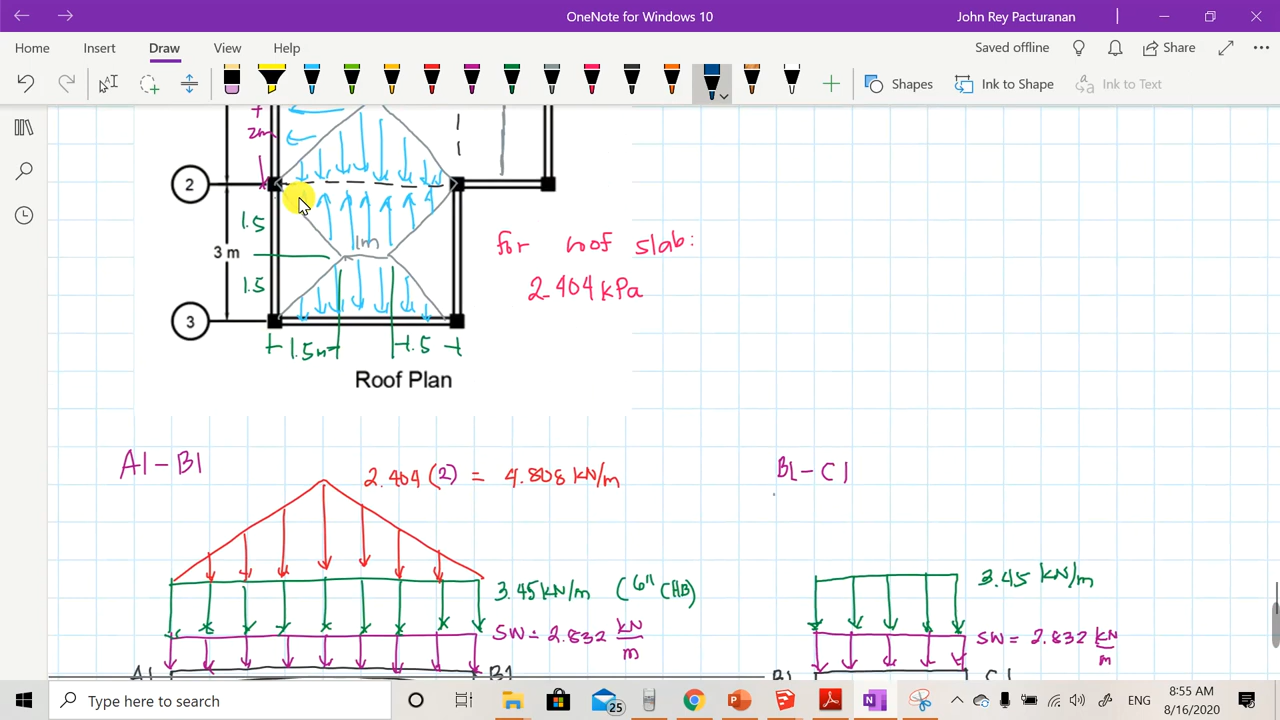 OneNote for Windows 10
John Rey Pacturanan
Home Insert Draw View Help
Saved offline
Share
Shapes
Ink to Shape
Ink to Text
+
2m
2
1.5
3 m
1m
1.5
3
1.5m
1.5
for roof slab:
2.404 kPa
Roof Plan
A1-B1
2.404 (2) = 4.808 KN/m
B1-C1
3.45 KN/m (6" CHB)
3.45 KN/m
SW = 2.832 KN/m
SW = 2.832 KN/m
A1
B1
B1
C1
Type here to search
25
ENG
8:55 AM
8/16/2020